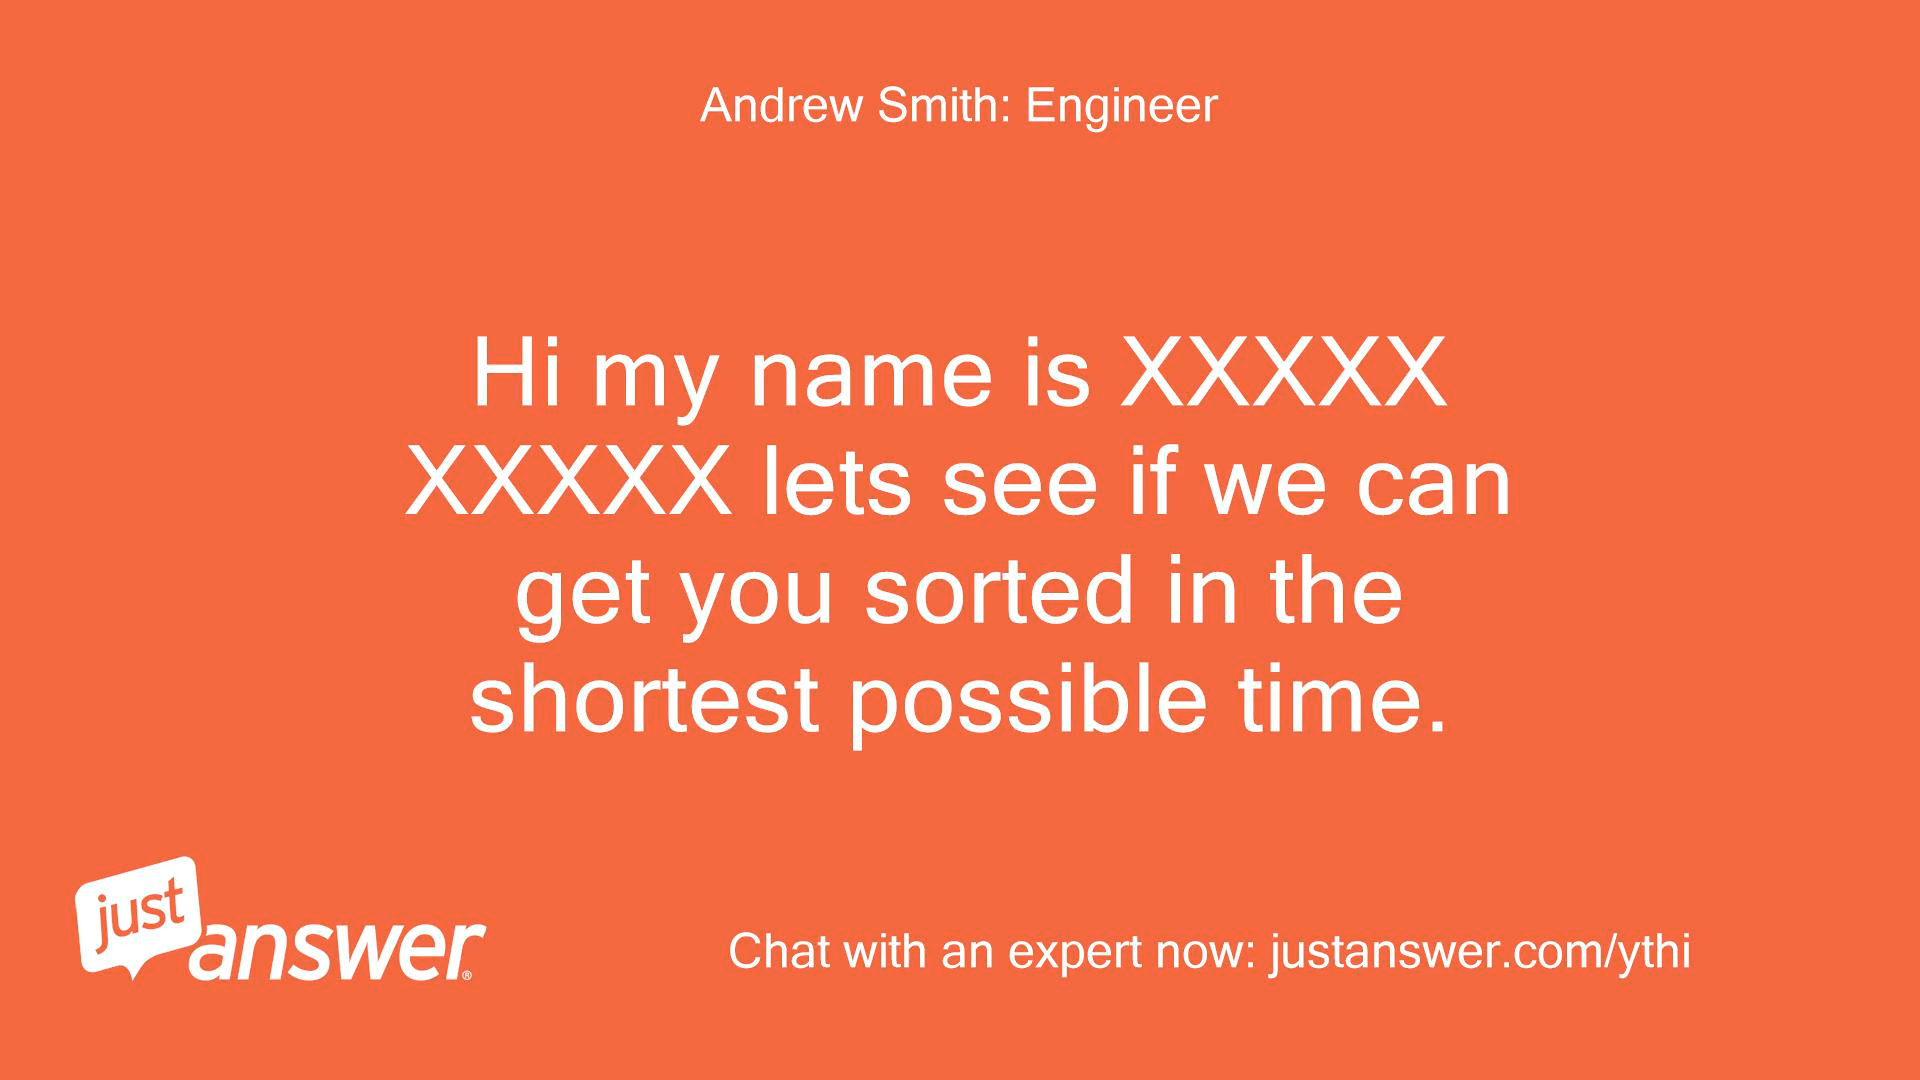 Andrew Smith: Engineer
Hi my name is XXXXX
XXXXX lets see if we can
get you sorted in the
shortest possible time.
just
answer®
Chat with an expert now: justanswer.com/ythi